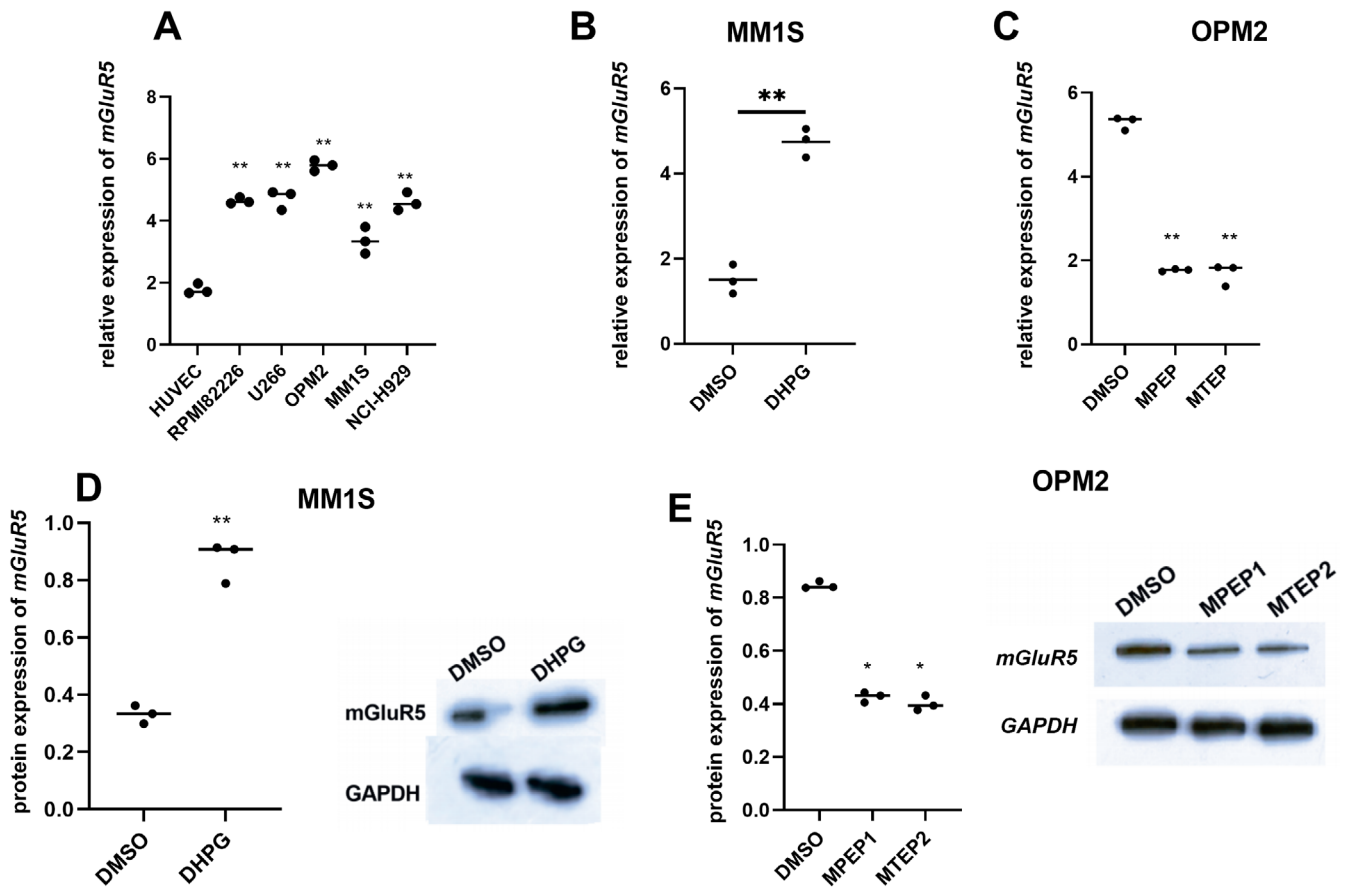 A
relative expression of mGluR5
8
6
4
2
0
**
**
**
**
**
HUVEC
RPMI82226
U266
OPM2
MM1S
NCI-H929
B
MM1S
relative expression of mGluR5
6
4
2
0
**
DMSO
DHPG
C
OPM2
relative expression of mGluR5
6
4
2
0
**
**
DMSO
MPEP
MTEP
D
MM1S
protein expression of mGluR5
1.0
0.8
0.6
0.4
0.2
0.0
**
DMSO
DHPG
DMSO
DHPG
mGluR5
GAPDH
E
OPM2
protein expression of mGluR5
1.0
0.8
0.6
0.4
0.2
0.0
*
*
DMSO
MPEP1
MTEP2
DMSO
MPEP1
MTEP2
mGluR5
GAPDH